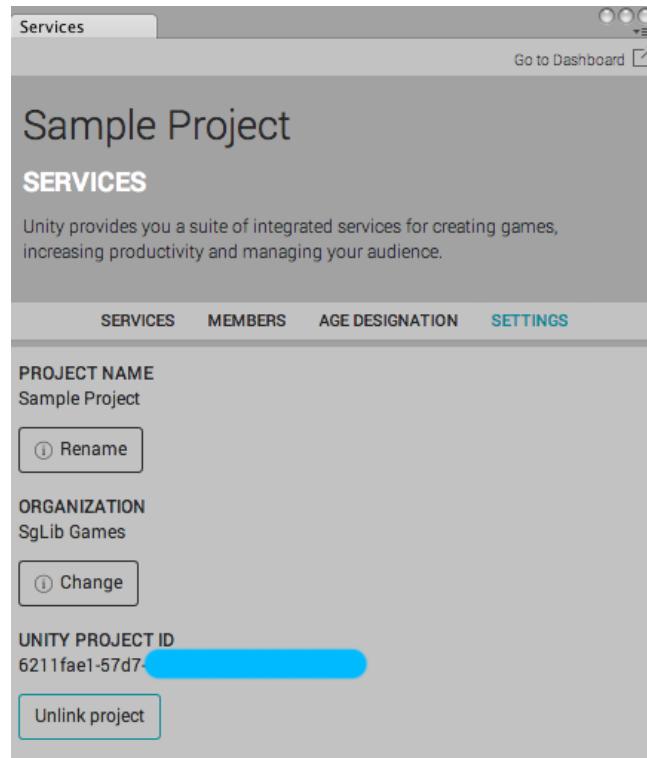 Services
Go to Dashboard
Sample Project
SERVICES
Unity provides you a suite of integrated services for creating games,
increasing productivity and managing your audience.
SERVICES MEMBERS AGE DESIGNATION SETTINGS
PROJECT NAME
Sample Project
Rename
ORGANIZATION
SgLib Games
Change
UNITY PROJECT ID
6211fae1-57d7-
Unlink project